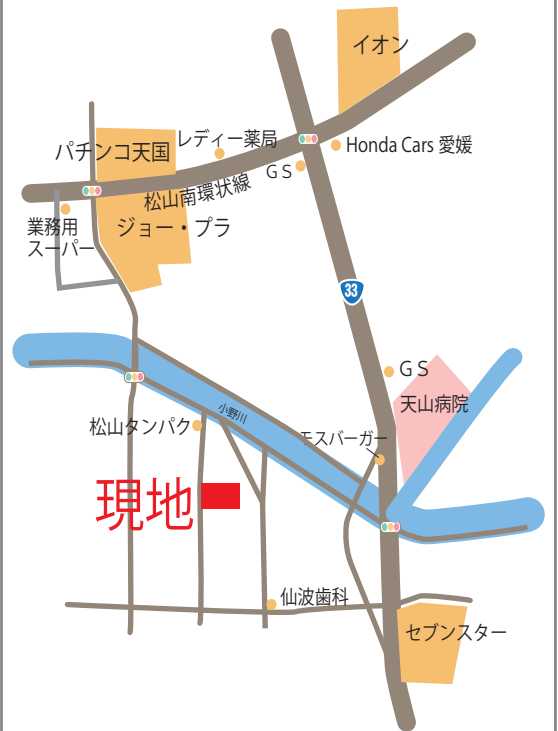 イオン
レディー薬局
Honda Cars 愛媛
パチンコ天国
GS
松山南環状線
業務用
スーパー
ジョー・プラ
33
GS
天山病院
小野川
松山タンパク
モスバーガー
現地
仙波歯科
セブンスター